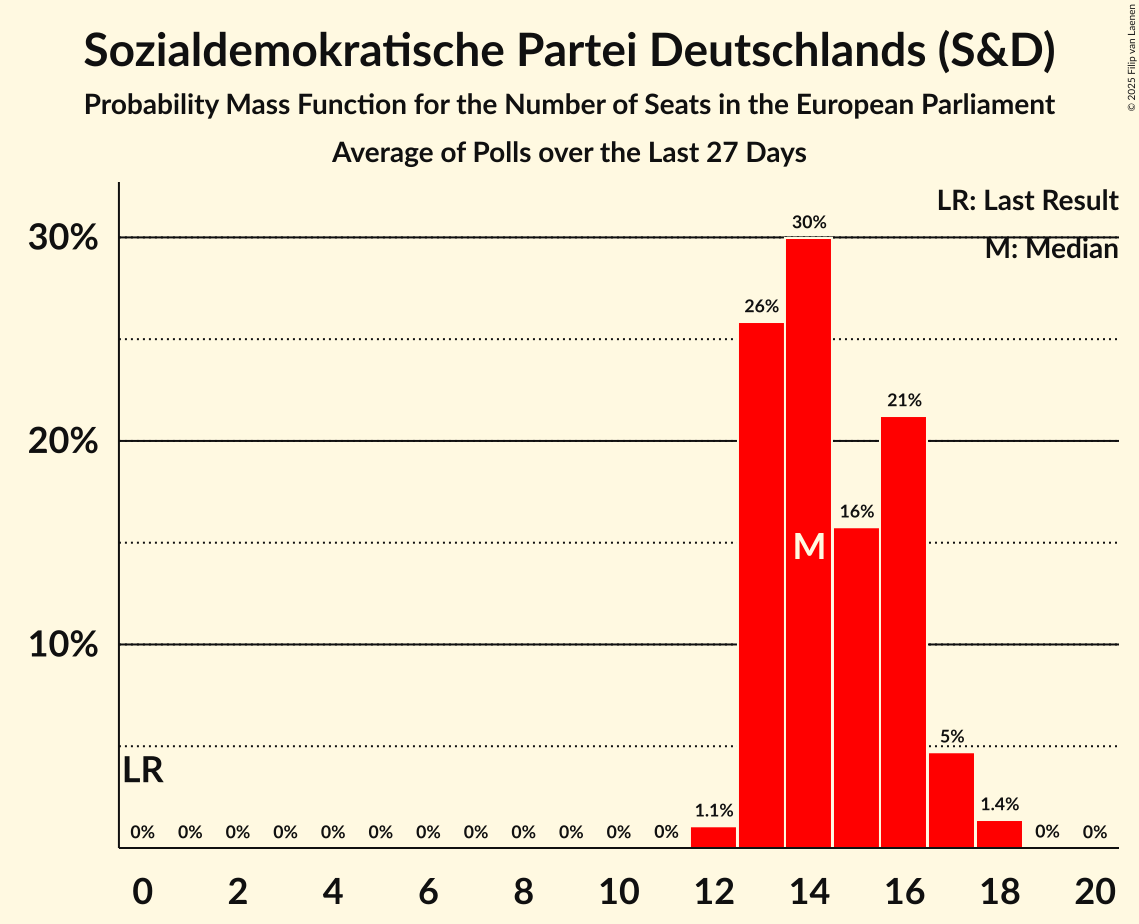 Sozialdemokratische Partei Deutschlands (S&D)
Probability Mass Function for the Number of Seats in the European Parliament
Average of Polls over the Last 27 Days
© 2025 Filip van Laenen
LR: Last Result
M: Median
30%
20%
10%
30%
26%
21%
16%
M
5%
LR
1.4%
1.1%
0% 0% 0% 0% 0% 0% 0% 0% 0% 0% 0% 0% 0% 0%
0 2 4 6 8 10 12 14 16 18 20